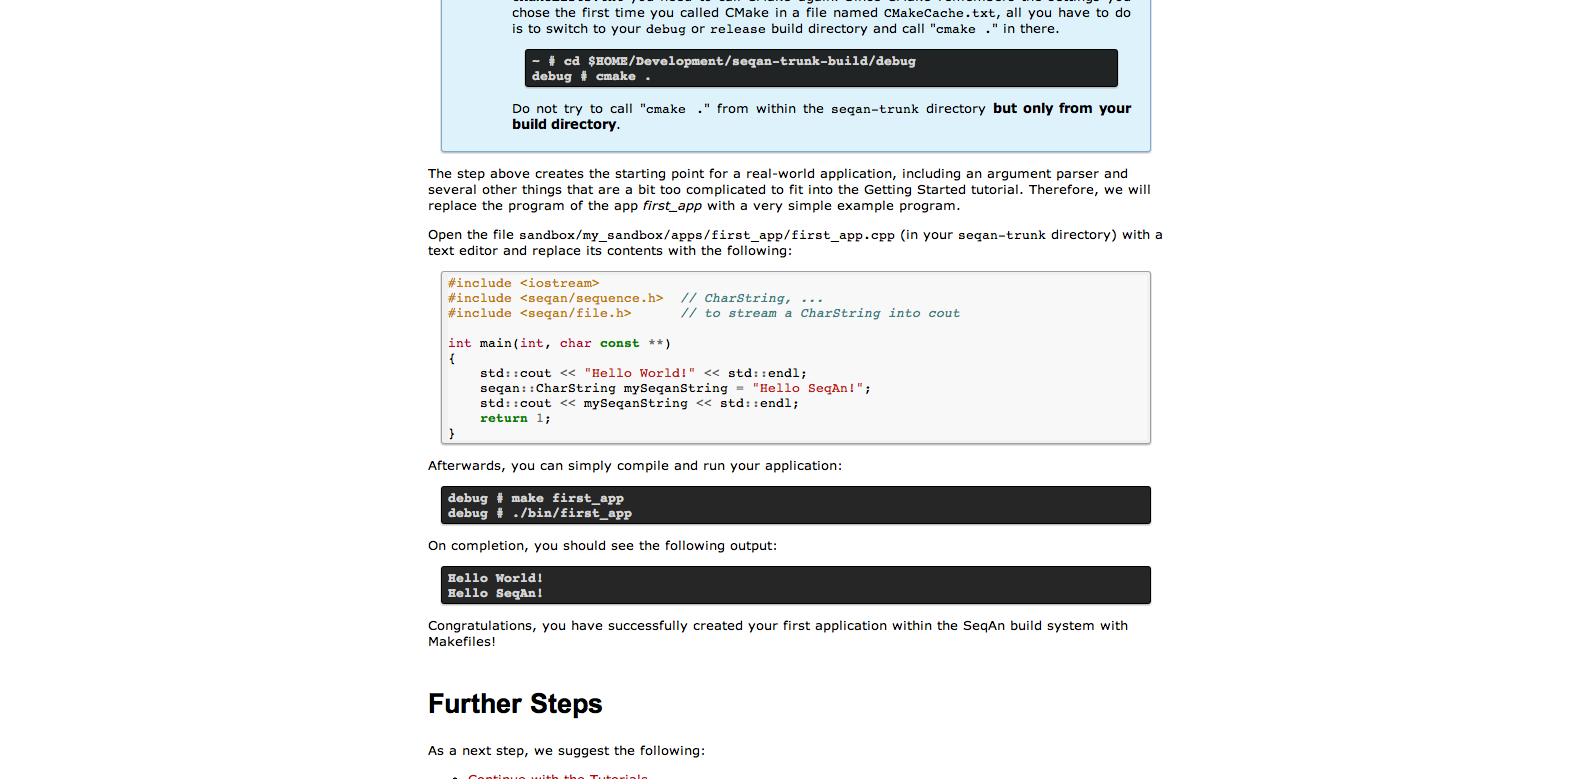 chose the first time you called CMake in a file named CMakeCache.txt, all you have to do
is to switch to your debug or release build directory and call "cmake ." in there.
~ # cd $HOME/Development/seqan-trunk-build/debug
debug # cmake .
Do not try to call "cmake ." from within the seqan-trunk directory but only from your
build directory.
The step above creates the starting point for a real-world application, including an argument parser and
several other things that are a bit too complicated to fit into the Getting Started tutorial. Therefore, we will
replace the program of the app first_app with a very simple example program.
Open the file sandbox/my_sandbox/apps/first_app/first_app.cpp (in your seqan-trunk directory) with a
text editor and replace its contents with the following:
#include <iostream>
#include <seqan/sequence.h>  // CharString, ...
#include <seqan/file.h>      // to stream a CharString into cout
int main(int, char const **)
{
    std::cout << "Hello World!" << std::endl;
    seqan::CharString mySeqanString = "Hello SeqAn!";
    std::cout << mySeqanString << std::endl;
    return 1;
}
Afterwards, you can simply compile and run your application:
debug # make first_app
debug # ./bin/first_app
On completion, you should see the following output:
Hello World!
Hello SeqAn!
Congratulations, you have successfully created your first application within the SeqAn build system with
Makefiles!
Further Steps
As a next step, we suggest the following:
Continue with the Tutorials